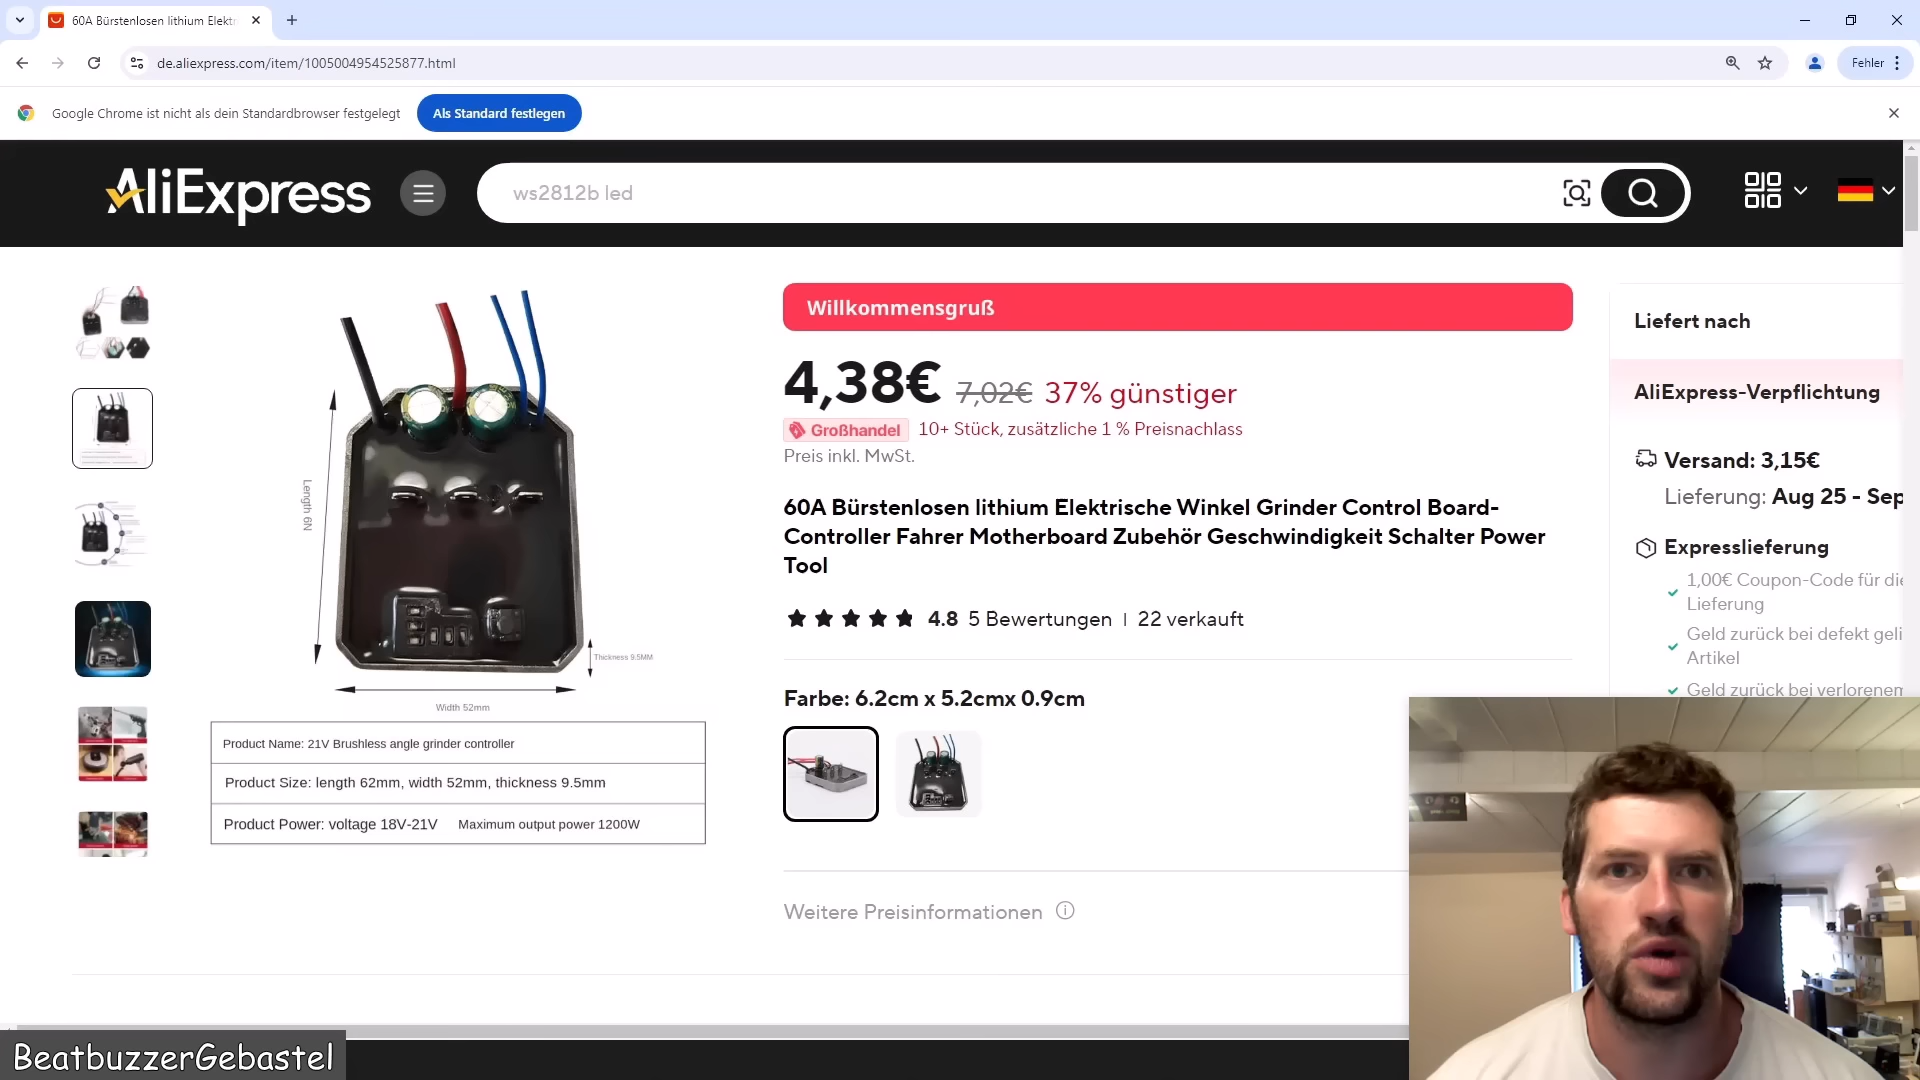 60A Bürstenlosen lithium Elekt
de.aliexpress.com/item/1005004954525877.html
Fehler
Google Chrome ist nicht als dein Standardbrowser festgelegt
Als Standard festlegen
AliExpress
ws2812b led
Willkommensgruß
4,38€ 7,02€ 37% günstiger
Großhandel 10+ Stück, zusätzliche 1 % Preisnachlass
Preis inkl. MwSt.
60A Bürstenlosen lithium Elektrische Winkel Grinder Control Board-
Controller Fahrer Motherboard Zubehör Geschwindigkeit Schalter Power
Tool
4.8 5 Bewertungen | 22 verkauft
Farbe: 6.2cm x 5.2cmx 0.9cm
Weitere Preisinformationen
Length 6N
Thickness 9.5MM
Width 52mm
Product Name: 21V Brushless angle grinder controller
Product Size: length 62mm, width 52mm, thickness 9.5mm
Product Power: voltage 18V-21V Maximum output power 1200W
Liefert nach
AliExpress-Verpflichtung
Versand: 3,15€
Lieferung: Aug 25 - Sep
Expresslieferung
1,00€ Coupon-Code für die
Lieferung
Geld zurück bei defekt geli
Artikel
Geld zurück bei verlorenem
BeatbuzzerGebastel